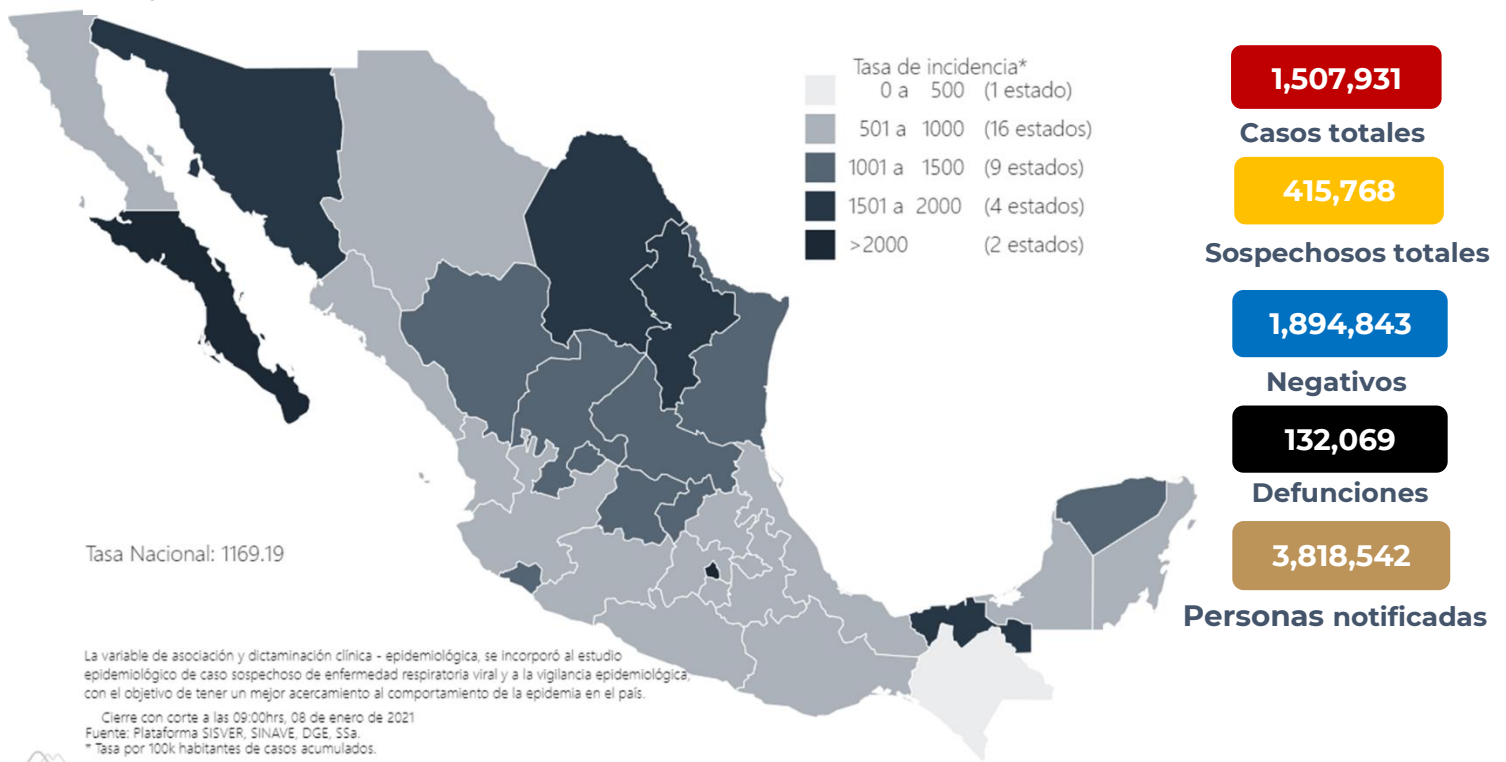 Tasa de incidencia*
0 a 500 (1 estado)
501 a 1000 (16 estados)
1001 a 1500 (9 estados)
1501 a 2000 (4 estados)
>2000 (2 estados)
1,507,931
Casos totales
415,768
Sospechosos totales
1,894,843
Negativos
132,069
Defunciones
3,818,542
Personas notificadas
Tasa Nacional: 1169.19
La variable de asociación y dictaminación clínica - epidemiológica, se incorporó al estudio
epidemiológico de caso sospechoso de enfermedad respiratoria viral y a la vigilancia epidemiológica,
con el objetivo de tener un mejor acercamiento al comportamiento de la epidemia en el país.
Cierre con corte a las 09:00hrs, 08 de enero de 2021
Fuente: Plataforma SISVER, SINAVE, DGE, SSa.
* Tasa por 100k habitantes de casos acumulados.